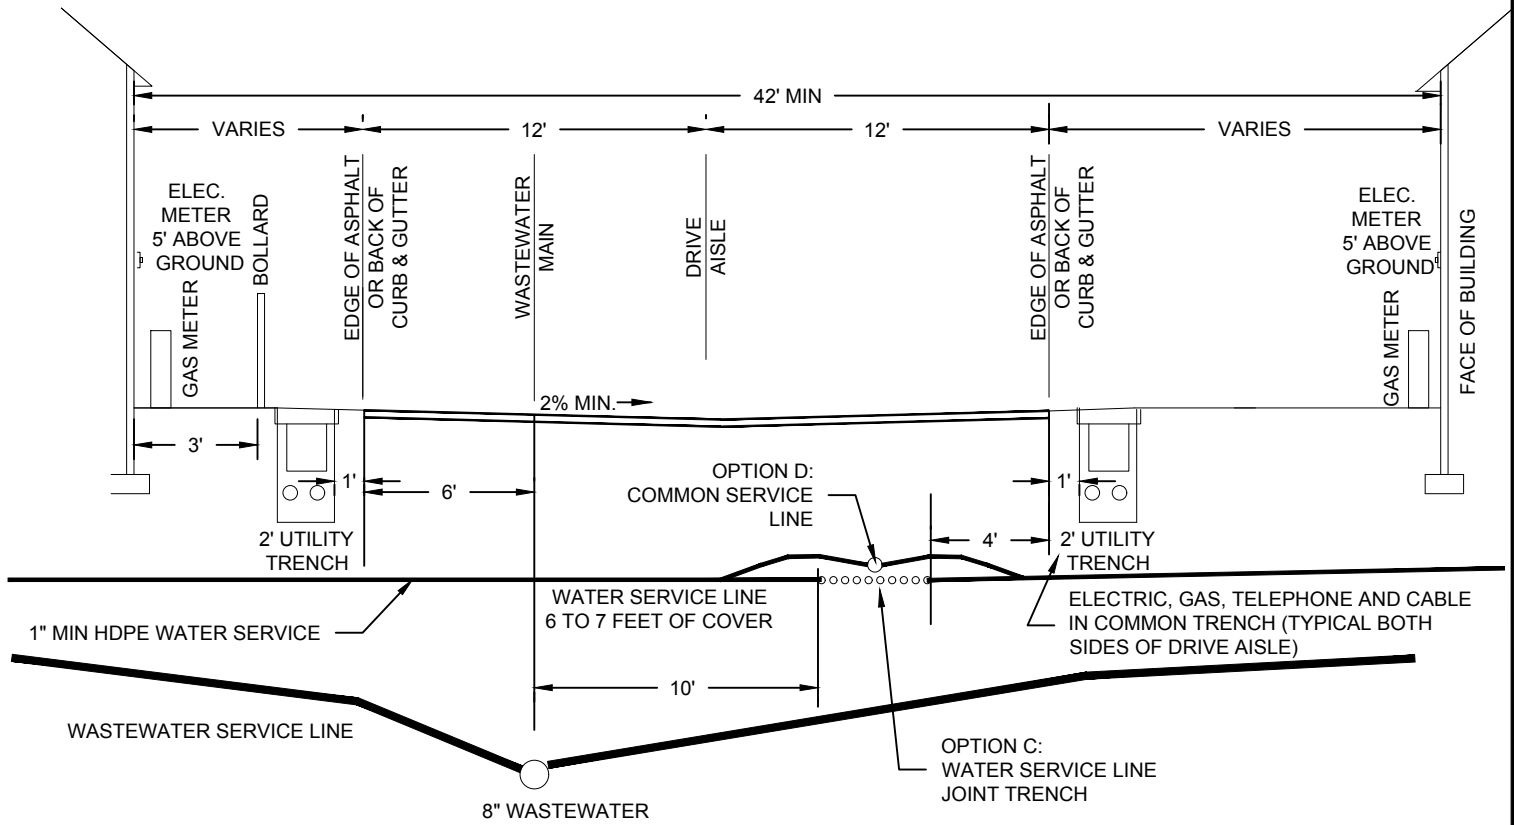 42' MIN
VARIES
12'
12'
VARIES
ELEC.
METER
5' ABOVE
GROUND
BOLLARD
GAS METER
EDGE OF ASPHALT
OR BACK OF
CURB & GUTTER
WASTEWATER
MAIN
DRIVE
AISLE
EDGE OF ASPHALT
OR BACK OF
CURB & GUTTER
ELEC.
METER
5' ABOVE
GROUND
GAS METER
FACE OF BUILDING
2% MIN.
3'
1'
6'
OPTION D:
COMMON SERVICE
LINE
1'
4'
2' UTILITY
TRENCH
2' UTILITY
TRENCH
WATER SERVICE LINE
6 TO 7 FEET OF COVER
1" MIN HDPE WATER SERVICE
ELECTRIC, GAS, TELEPHONE AND CABLE
IN COMMON TRENCH (TYPICAL BOTH
SIDES OF DRIVE AISLE)
10'
WASTEWATER SERVICE LINE
OPTION C:
WATER SERVICE LINE
JOINT TRENCH
8" WASTEWATER